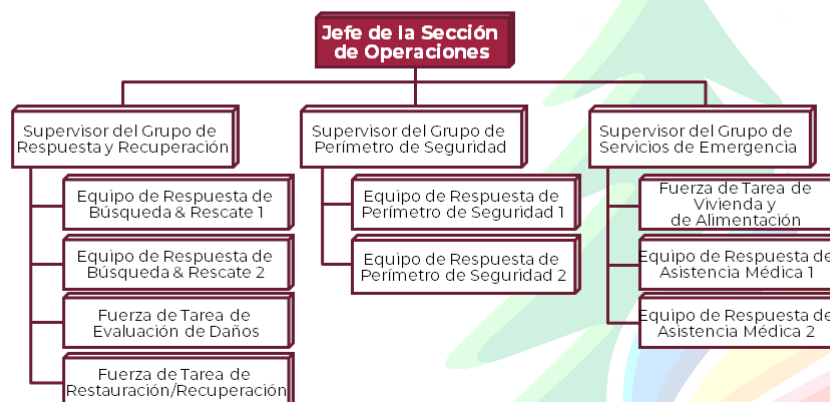 Jefe de la Sección
de Operaciones
Supervisor del Grupo de
Respuesta y Recuperación
Equipo de Respuesta de
Búsqueda & Rescate 1
Equipo de Respuesta de
Búsqueda & Rescate 2
Fuerza de Tarea de
Evaluación de Daños
Fuerza de Tarea de
Restauración/Recuperación
Supervisor del Grupo de
Perímetro de Seguridad
Equipo de Respuesta de
Perímetro de Seguridad 1
Equipo de Respuesta de
Perímetro de Seguridad 2
Supervisor del Grupo de
Servicios de Emergencia
Fuerza de Tarea de
Vivienda y
de Alimentación
Equipo de Respuesta de
Asistencia Médica 1
Equipo de Respuesta de
Asistencia Médica 2